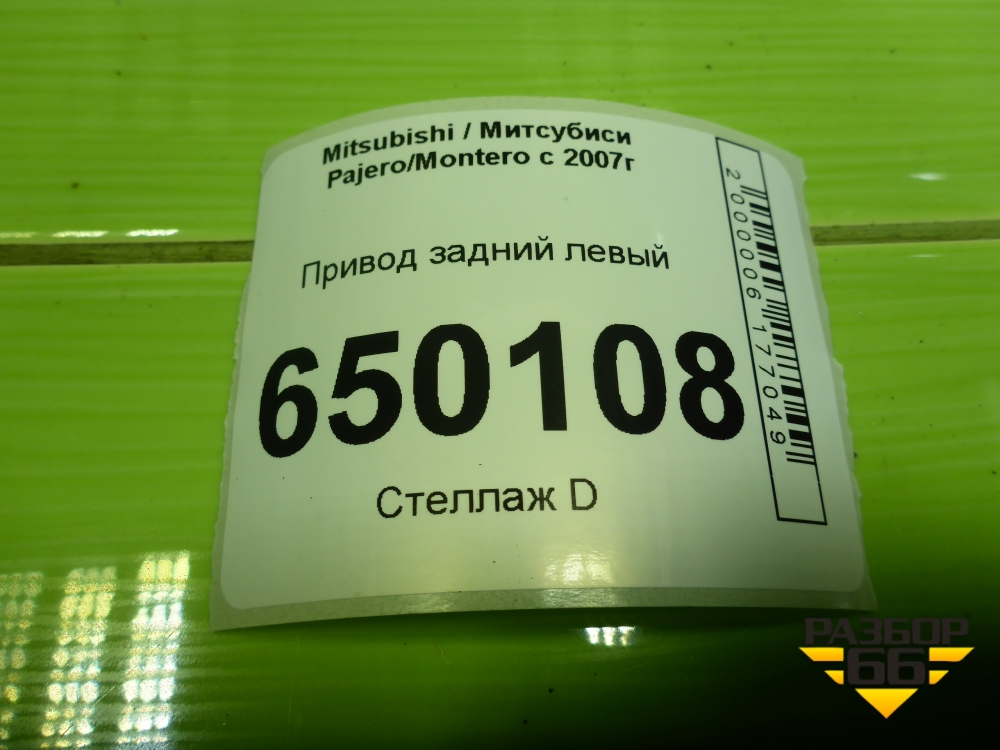 Mitsubishi / Митсубиси
Pajero/Montero с 2007г
Привод задний левый
650108
Стеллаж D
2000006177049
РАЗБОР
66